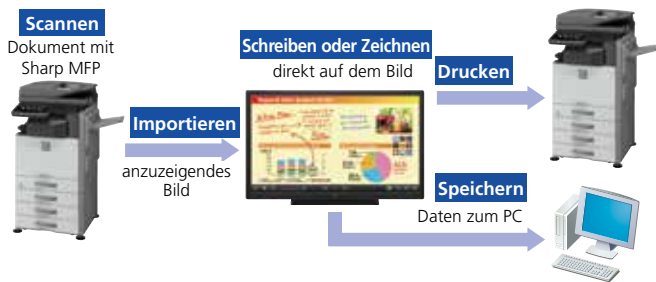 Scannen
Dokument mit
Sharp MFP
Importieren
anzuzeigendes
Bild
Schreiben oder Zeichnen
direkt auf dem Bild
Drucken
Speichern
Daten zum PC